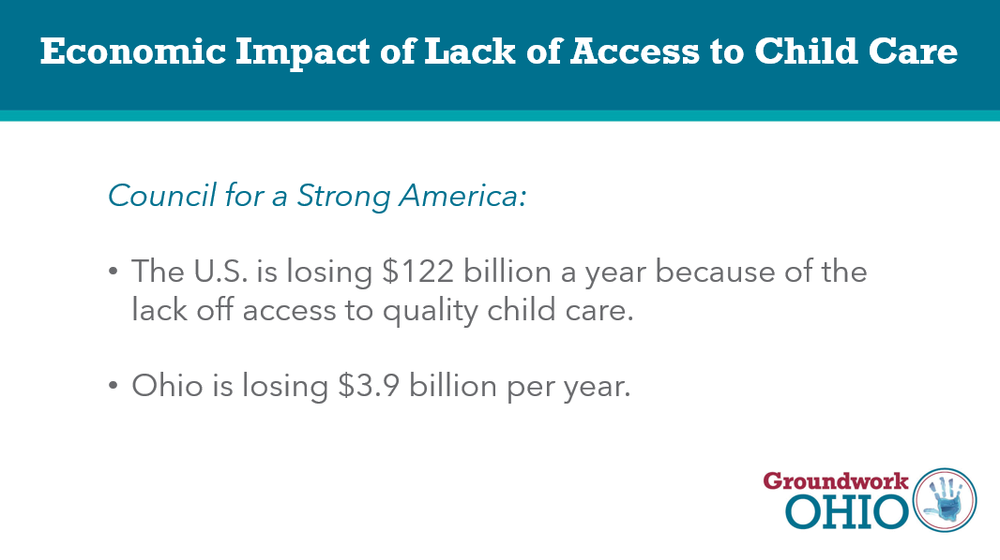 Economic Impact of Lack of Access to Child Care
Council for a Strong America:
• The U.S. is losing $122 billion a year because of the
lack off access to quality child care.
• Ohio is losing $3.9 billion per year.
Groundwork
OHIO